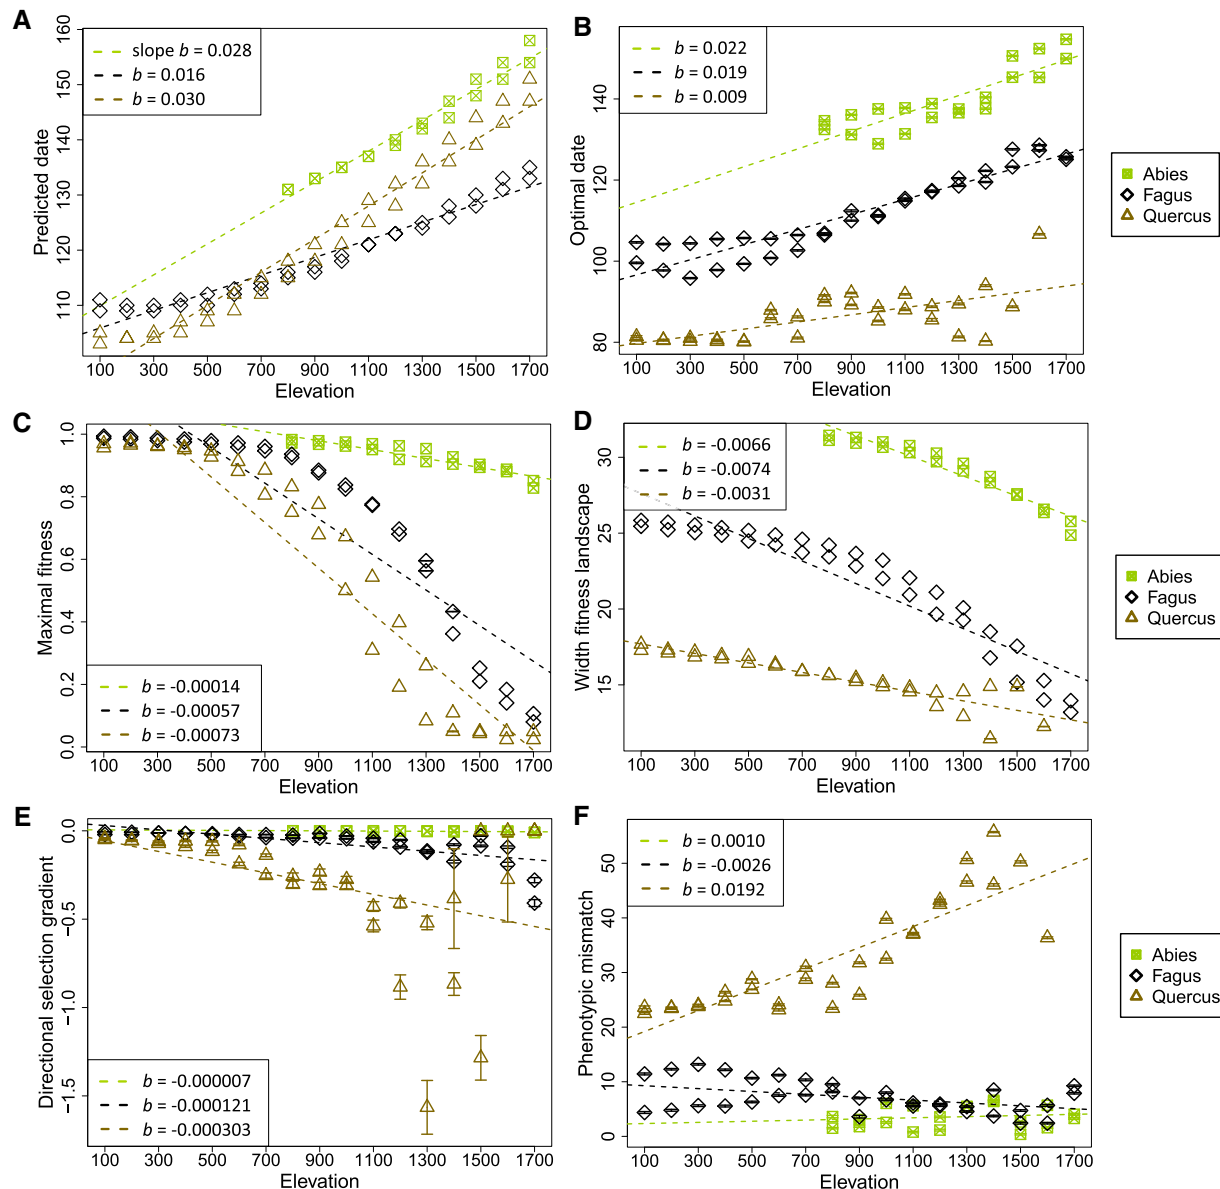 A
160
150
140
130
120
110
Predicted date
slope b = 0.028
b = 0.016
b = 0.030
100 300 500 700 900 1100 1300 1500 1700
Elevation
B
140
120
100
80
Optimal date
b = 0.022
b = 0.019
b = 0.009
100 300 500 700 900 1100 1300 1500 1700
Elevation
Abies
Fagus
Quercus
C
1.0
0.8
0.6
0.4
0.2
0.0
Maximal fitness
b = -0.00014
b = -0.00057
b = -0.00073
100 300 500 700 900 1100 1300 1500 1700
Elevation
D
30
25
20
15
Width fitness landscape
b = -0.0066
b = -0.0074
b = -0.0031
100 300 500 700 900 1100 1300 1500 1700
Elevation
Abies
Fagus
Quercus
E
0.0
−0.5
−1.0
−1.5
Directional selection gradient
b = -0.000007
b = -0.000121
b = -0.000303
100 300 500 700 900 1100 1300 1500 1700
Elevation
F
50
40
30
20
10
0
Phenotypic mismatch
b = 0.0010
b = -0.0026
b = 0.0192
100 300 500 700 900 1100 1300 1500 1700
Elevation
Abies
Fagus
Quercus